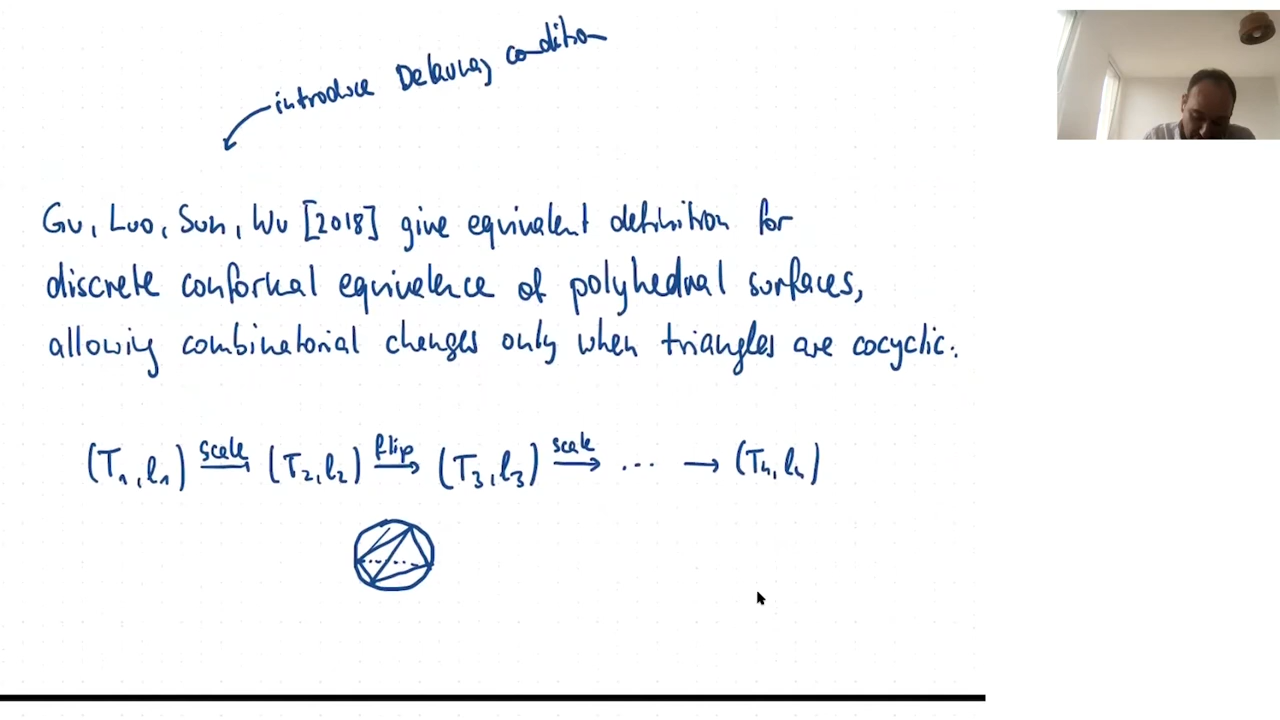 introduce Delaunay condition
Gu, Luo, Sun, Wu [2018] give equivalent definition for
discrete conformal equivalence of polyhedral surfaces,
allowing combinatorial changes only when triangles are cocyclic.
(T₁, l₁) scale→ (T₂, l₂) flip→ (T₃, l₃) scale→ ... → (Tₙ, lₙ)